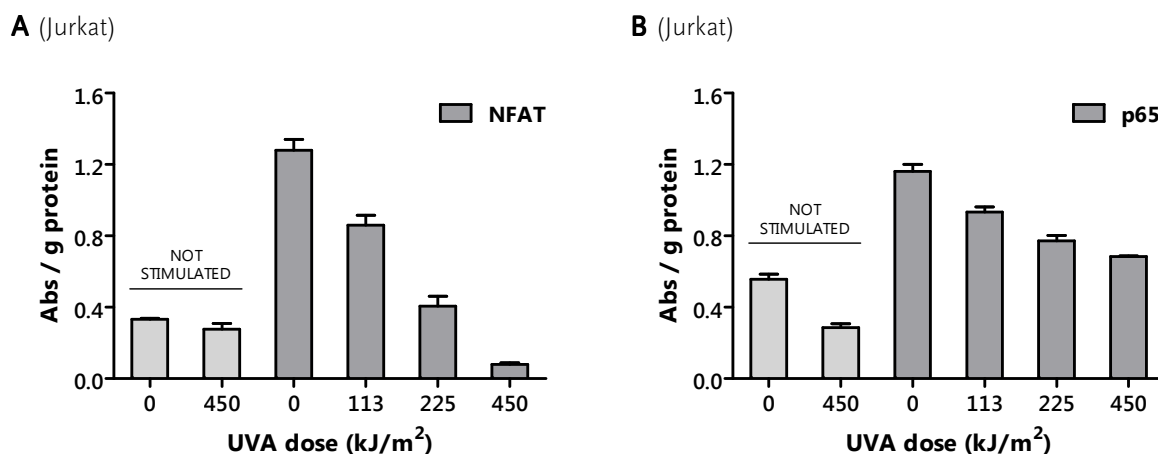 A (Jurkat)
1.6
1.2
0.8
0.4
0.0
Abs / g protein
NFAT
NOT
STIMULATED
0 450 0 113 225 450
UVA dose (kJ/m²)
B (Jurkat)
1.6
1.2
0.8
0.4
0.0
Abs / g protein
p65
NOT
STIMULATED
0 450 0 113 225 450
UVA dose (kJ/m²)